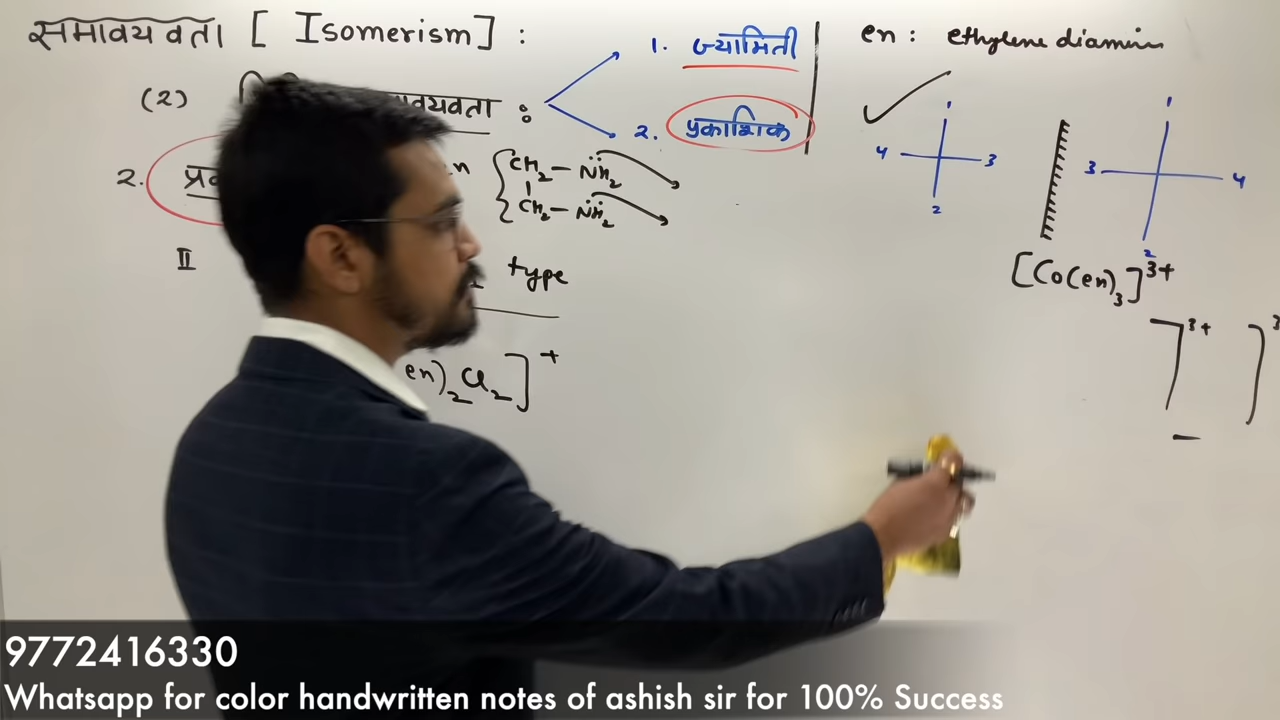 समावयवता [ Isomerism ] :
1. ज्यामिती
2. प्रकाशिक
en : ethylene diamin
(2) :
1
4 3
2
1
3 4
2
2.
CH2 — NH2
CH2 — NH2
II type
[Co(en)3]3+
]3+ ]3
en)2Cl2]+
9772416330
Whatsapp for color handwritten notes of ashish sir for 100% Success